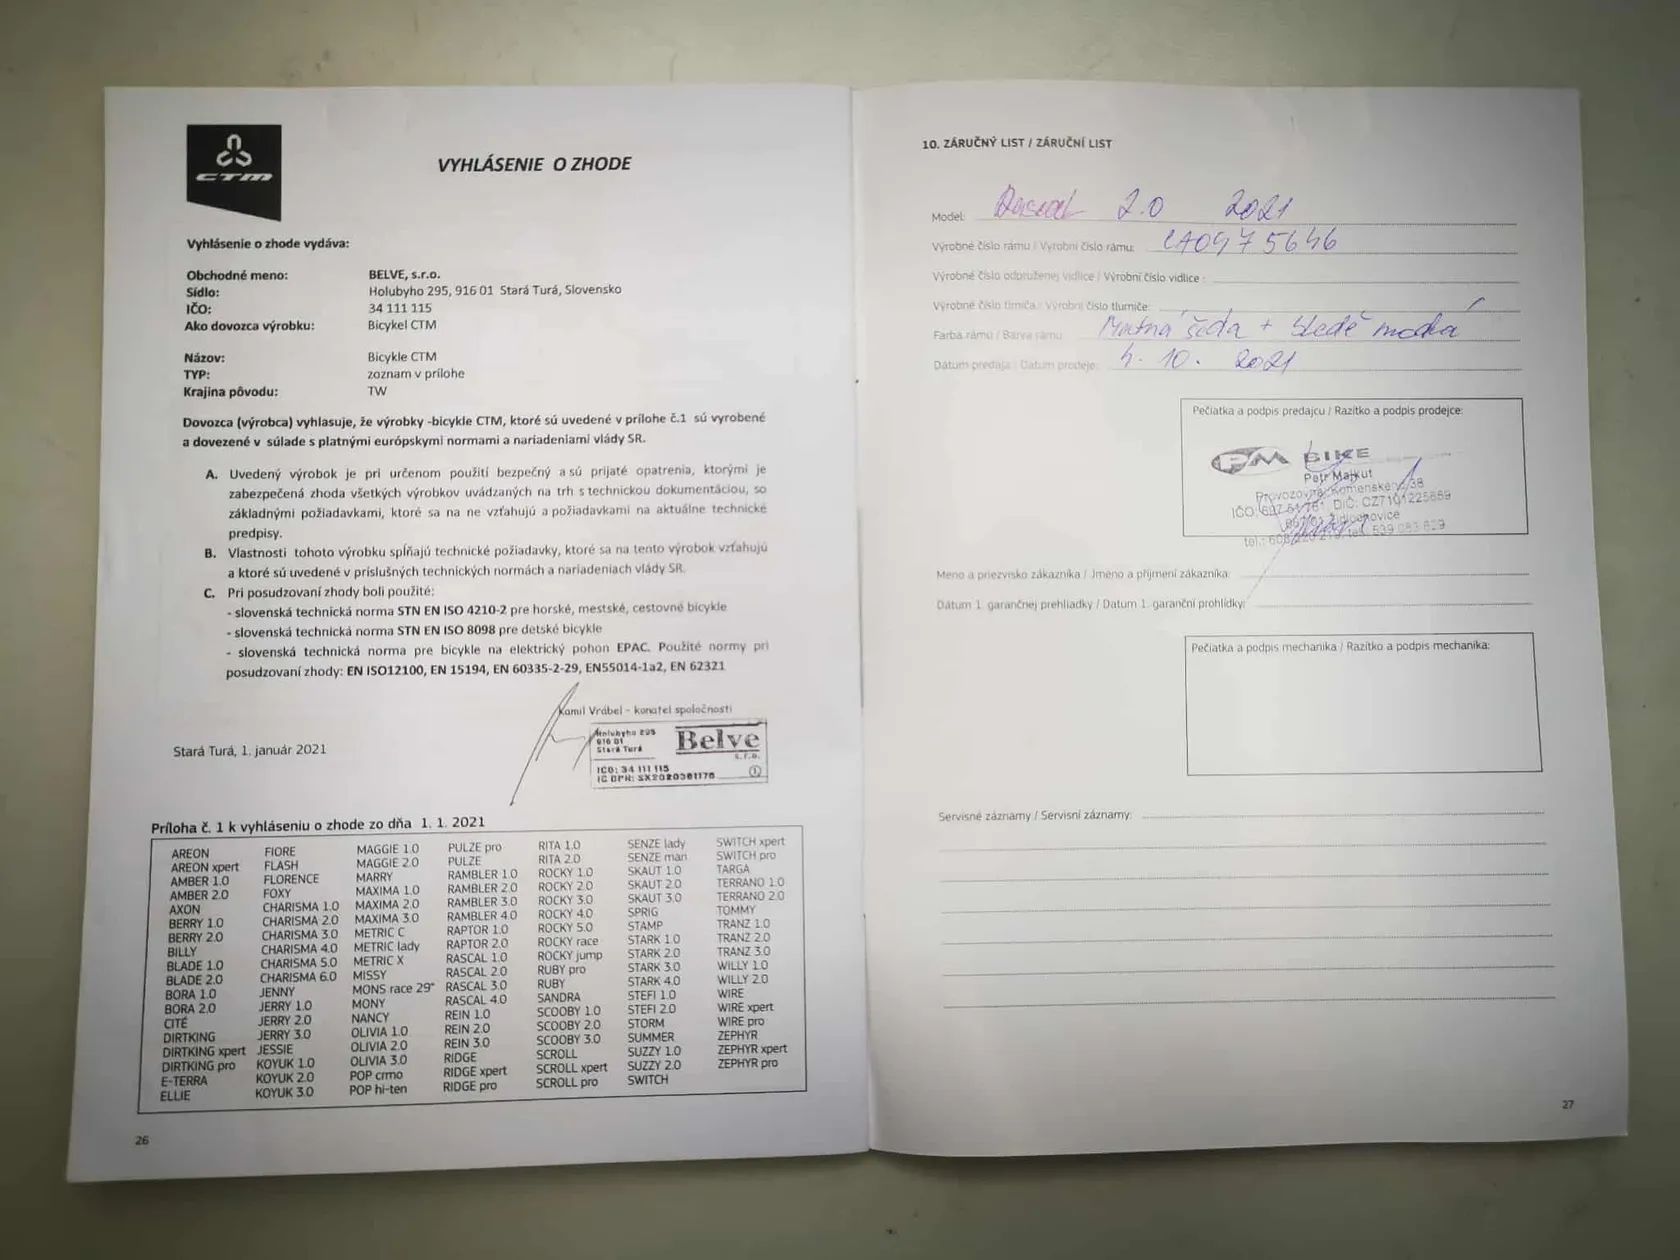 CTM
VYHLÁSENIE O ZHODE
Vyhlásenie o zhode vydáva:
Obchodné meno: BELVE, s.r.o.
Sídlo: Holubyho 295, 916 01 Stará Turá, Slovensko
IČO: 34 111 115
Ako dovozca výrobku: Bicykel CTM
Názov: Bicykle CTM
TYP: zoznam v prílohe
Krajina pôvodu: TW
Dovozca (výrobca) vyhlasuje, že výrobky -bicykle CTM, ktoré sú uvedené v prílohe č.1 sú vyrobené
a dovezené v súlade s platnými európskymi normami a nariadeniami vlády SR.
A. Uvedený výrobok je pri určenom použití bezpečný a sú prijaté opatrenia, ktorými je
zabezpečená zhoda všetkých výrobkov uvádzaných na trh s technickou dokumentáciou, so
základnými požiadavkami, ktoré sa na ne vzťahujú a požiadavkami na aktuálne technické
predpisy.
B. Vlastnosti tohoto výrobku spĺňajú technické požiadavky, ktoré sa na tento výrobok vzťahujú
a ktoré sú uvedené v príslušných technických normách a nariadeniach vlády SR.
C. Pri posudzovaní zhody boli použité:
- slovenská technická norma STN EN ISO 4210-2 pre horské, mestské, cestovné bicykle
- slovenská technická norma STN EN ISO 8098 pre detské bicykle
- slovenská technická norma pre bicykle na elektrický pohon EPAC. Použité normy pri
posudzovaní zhody: EN ISO12100, EN 15194, EN 60335-2-29, EN55014-1a2, EN 62321
Kamil Vrábel - konateľ spoločnosti
Holubyho 295
916 01
Stará Turá
Belve
s.r.o.
IČO: 34 111 115
IČ DPH: SK2020381170
Stará Turá, 1. január 2021
Príloha č. 1 k vyhláseniu o zhode zo dňa 1. 1. 2021
AREON
AREON xpert
AMBER 1.0
AMBER 2.0
AXON
BERRY 1.0
BERRY 2.0
BILLY
BLADE 1.0
BLADE 2.0
BORA 1.0
BORA 2.0
CITÉ
DIRTKING
DIRTKING xpert
DIRTKING pro
E-TERRA
ELLIE
FIORE
FLASH
FLORENCE
FOXY
CHARISMA 1.0
CHARISMA 2.0
CHARISMA 3.0
CHARISMA 4.0
CHARISMA 5.0
CHARISMA 6.0
JENNY
JERRY 1.0
JERRY 2.0
JERRY 3.0
JESSIE
KOYUK 1.0
KOYUK 2.0
KOYUK 3.0
MAGGIE 1.0
MAGGIE 2.0
MARRY
MAXIMA 1.0
MAXIMA 2.0
MAXIMA 3.0
METRIC C
METRIC lady
METRIC X
MISSY
MONS race 29"
MONY
NANCY
OLIVIA 1.0
OLIVIA 2.0
OLIVIA 3.0
POP crmo
POP hi-ten
PULZE pro
PULZE
RAMBLER 1.0
RAMBLER 2.0
RAMBLER 3.0
RAMBLER 4.0
RAPTOR 1.0
RAPTOR 2.0
RASCAL 1.0
RASCAL 2.0
RASCAL 3.0
RASCAL 4.0
REIN 1.0
REIN 2.0
REIN 3.0
RIDGE
RIDGE xpert
RIDGE pro
RITA 1.0
RITA 2.0
ROCKY 1.0
ROCKY 2.0
ROCKY 3.0
ROCKY 4.0
ROCKY 5.0
ROCKY race
ROCKY jump
RUBY pro
RUBY
SANDRA
SCOOBY 1.0
SCOOBY 2.0
SCOOBY 3.0
SCROLL
SCROLL xpert
SCROLL pro
SENZE lady
SENZE man
SKAUT 1.0
SKAUT 2.0
SKAUT 3.0
SPRIG
STAMP
STARK 1.0
STARK 2.0
STARK 3.0
STARK 4.0
STEFI 1.0
STEFI 2.0
STORM
SUMMER
SUZZY 1.0
SUZZY 2.0
SWITCH
SWITCH xpert
SWITCH pro
TARGA
TERRANO 1.0
TERRANO 2.0
TOMMY
TRANZ 1.0
TRANZ 2.0
TRANZ 3.0
WILLY 1.0
WILLY 2.0
WIRE
WIRE xpert
WIRE pro
ZEPHYR
ZEPHYR xpert
ZEPHYR pro
26
10. ZÁRUČNÝ LIST / ZÁRUČNÍ LIST
Model: Rascal 2.0 2021
Výrobné číslo rámu / Výrobní číslo rámu: CA0475646
Výrobné číslo odpruženej vidlice / Výrobní číslo vidlice :
Výrobné číslo tlmiča / Výrobní číslo tlumiče:
Farba rámu / Barva rámu: Matná šedá + bledě modrá
Dátum predaja / Datum prodeje: 4. 10. 2021
Pečiatka a podpis predajcu / Razítko a podpis prodejce:
PM BIKE
Petr Majkut
Provozovna: Komenského 38
IČO: DIČ: CZ7101225859
Židlochovice
Meno a priezvisko zákazníka / Jméno a příjmení zákazníka:
Dátum 1. garančnej prehliadky / Datum 1. garanční prohlídky:
Pečiatka a podpis mechanika / Razítko a podpis mechanika:
Servisné záznamy / Servisní záznamy:
27